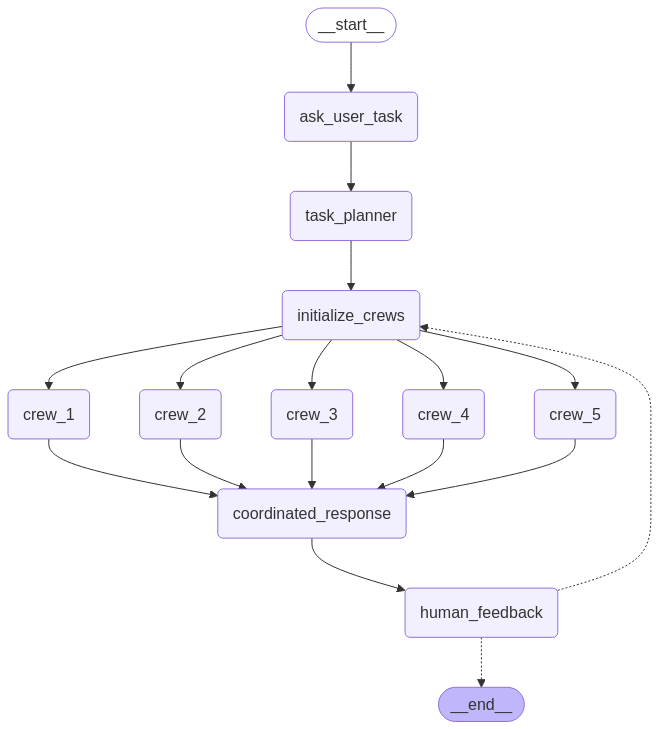 __start__
ask_user_task
task_planner
initialize_crews
crew_1
crew_2
crew_3
crew_4
crew_5
coordinated_response
human_feedback
__end__